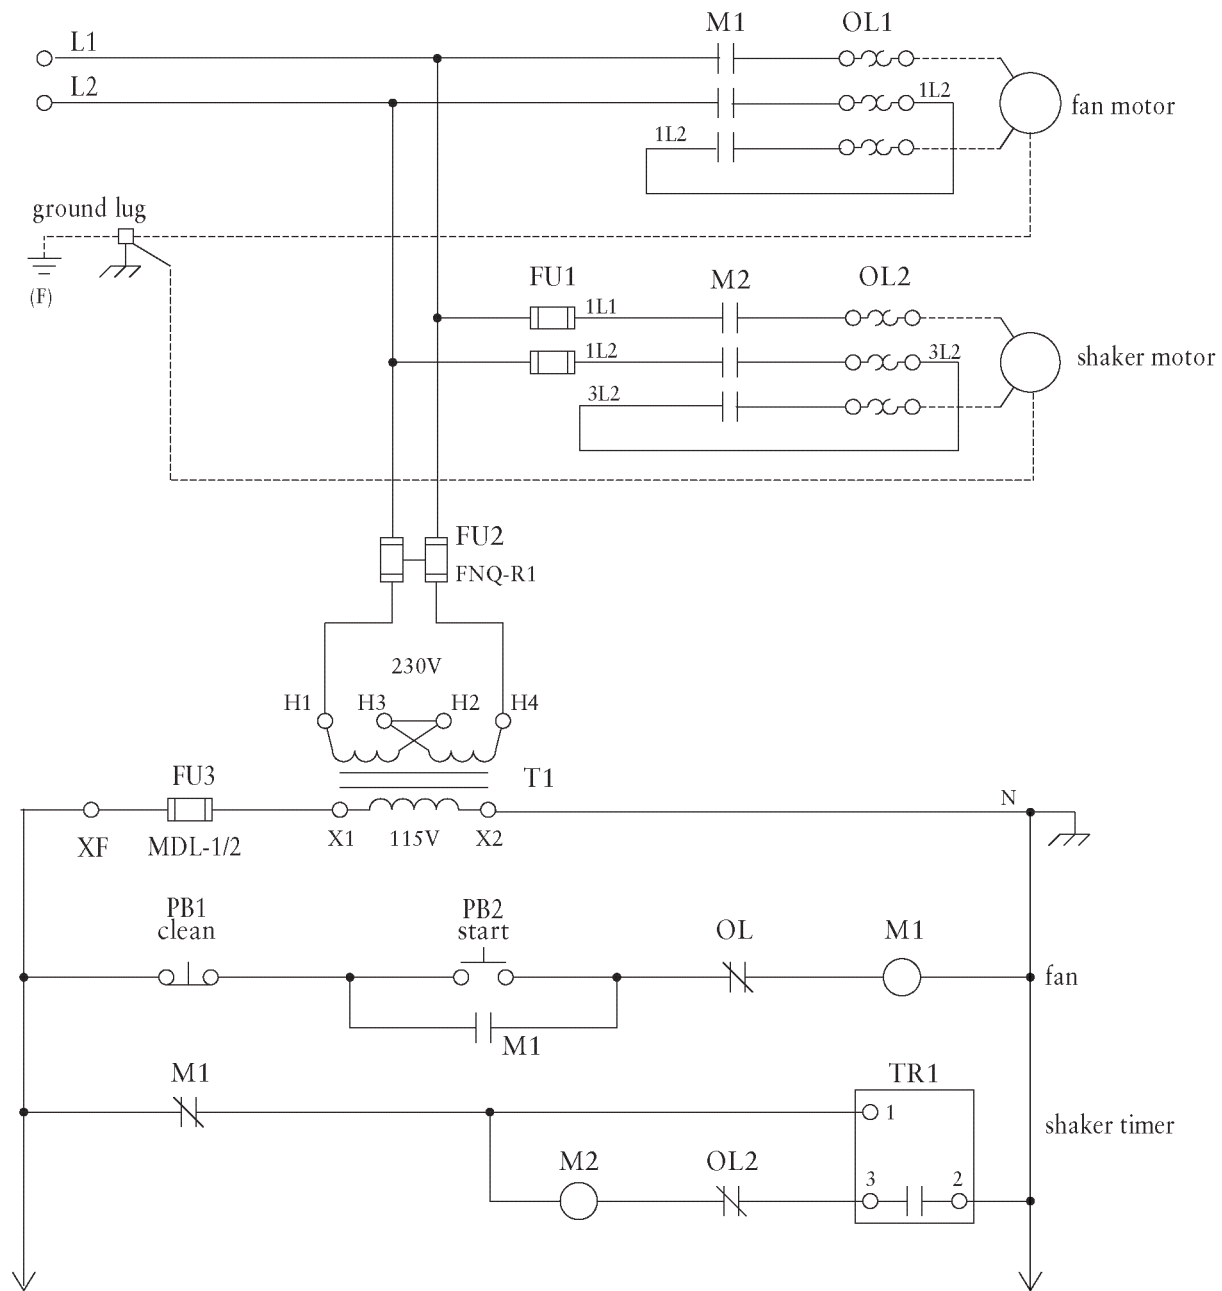 L1
M1
OL1
L2
1L2
fan motor
1L2
ground lug
(F)
FU1
M2
OL2
1L1
1L2
3L2
shaker motor
3L2
FU2
FNQ-R1
230V
H1
H3
H2
H4
T1
FU3
N
XF
MDL-1/2
X1
115V
X2
PB1
clean
PB2
start
OL
M1
fan
M1
M1
TR1
1
shaker timer
M2
OL2
3
2